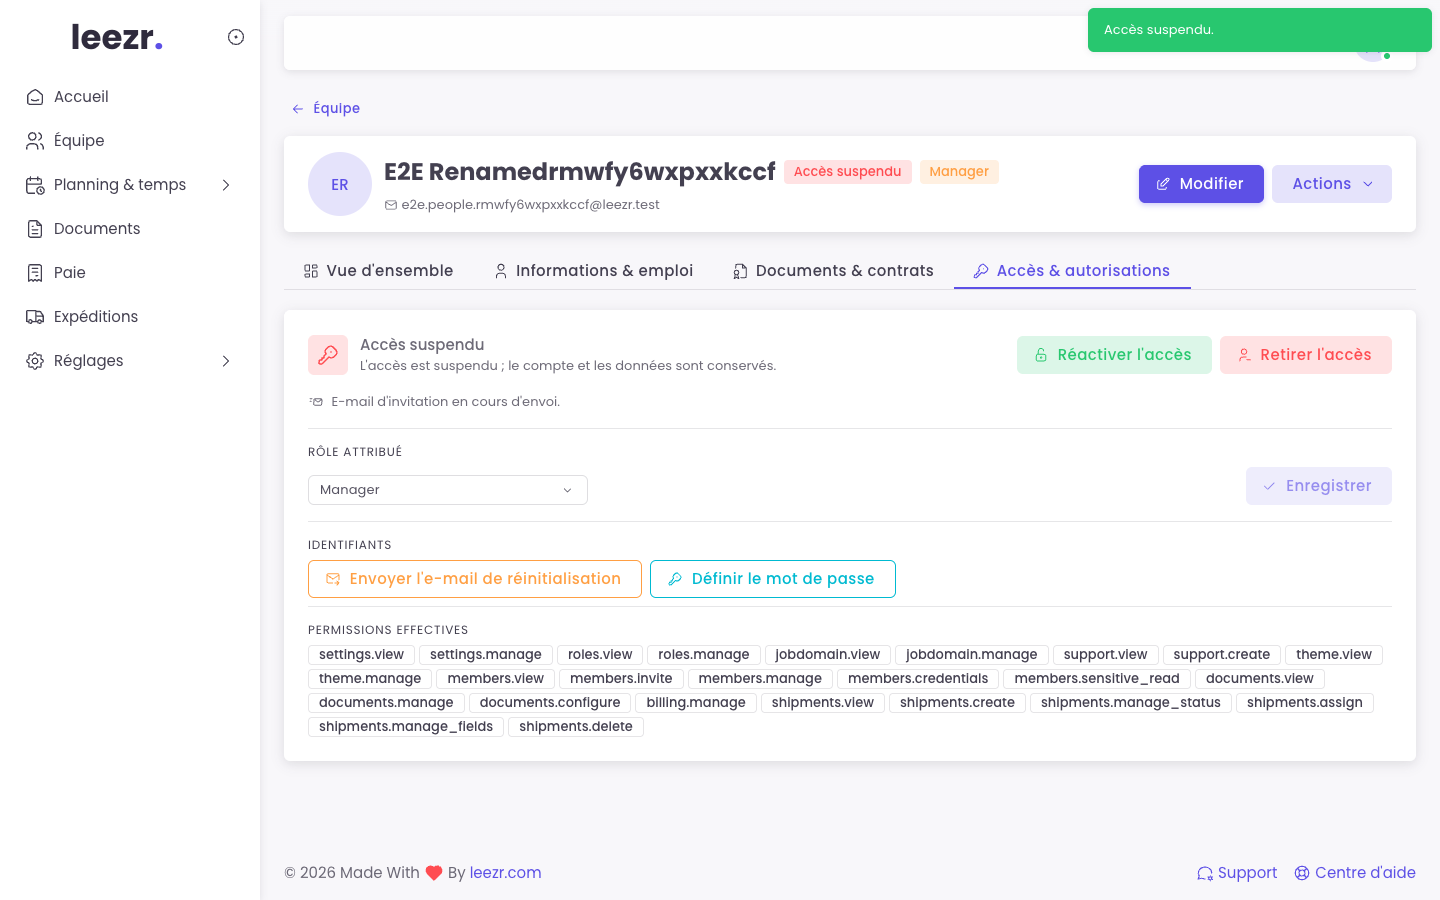 leezr.
Accès suspendu.
Accueil
Équipe
Planning & temps
Documents
Paie
Expéditions
Réglages
Équipe
ER
E2E Renamedrmwfy6wxpxxkccf
Accès suspendu
Manager
e2e.people.rmwfy6wxpxxkccf@leezr.test
Modifier
Actions
Vue d'ensemble
Informations & emploi
Documents & contrats
Accès & autorisations
Accès suspendu
L'accès est suspendu ; le compte et les données sont conservés.
Réactiver l'accès
Retirer l'accès
E-mail d'invitation en cours d'envoi.
RÔLE ATTRIBUÉ
Manager
Enregistrer
IDENTIFIANTS
Envoyer l'e-mail de réinitialisation
Définir le mot de passe
PERMISSIONS EFFECTIVES
settings.view settings.manage roles.view roles.manage jobdomain.view jobdomain.manage support.view support.create theme.view
theme.manage members.view members.invite members.manage members.credentials members.sensitive_read documents.view
documents.manage documents.configure billing.manage shipments.view shipments.create shipments.manage_status shipments.assign
shipments.manage_fields shipments.delete
© 2026 Made With By leezr.com
Support
Centre d'aide